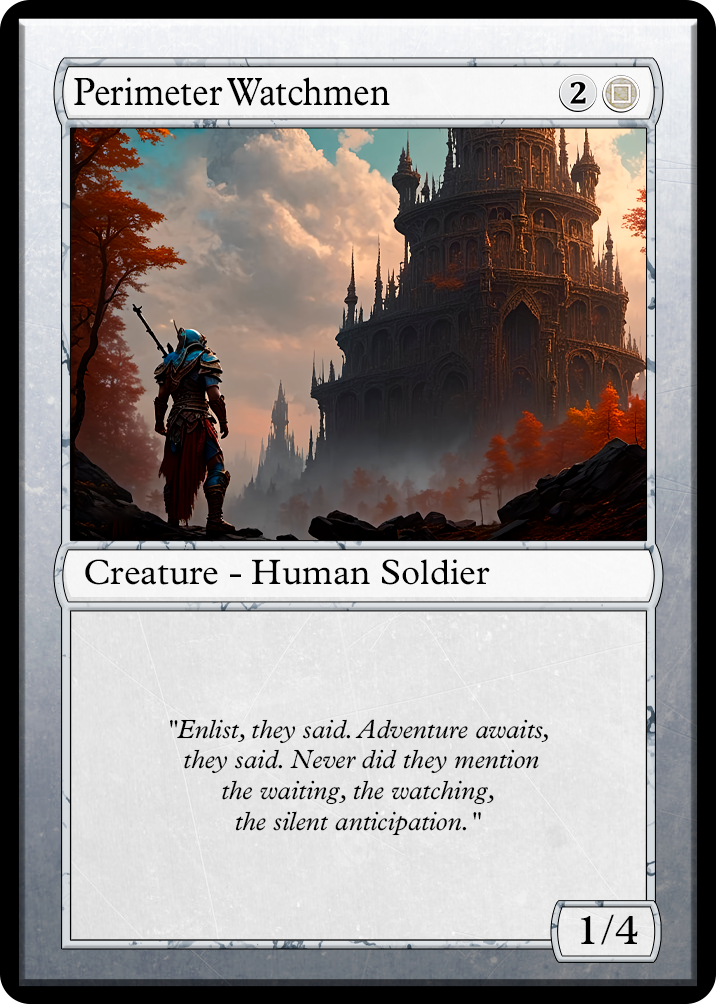 Perimeter Watchmen 2
Creature - Human Soldier
"Enlist, they said. Adventure awaits,
they said. Never did they mention
the waiting, the watching,
the silent anticipation."
1/4